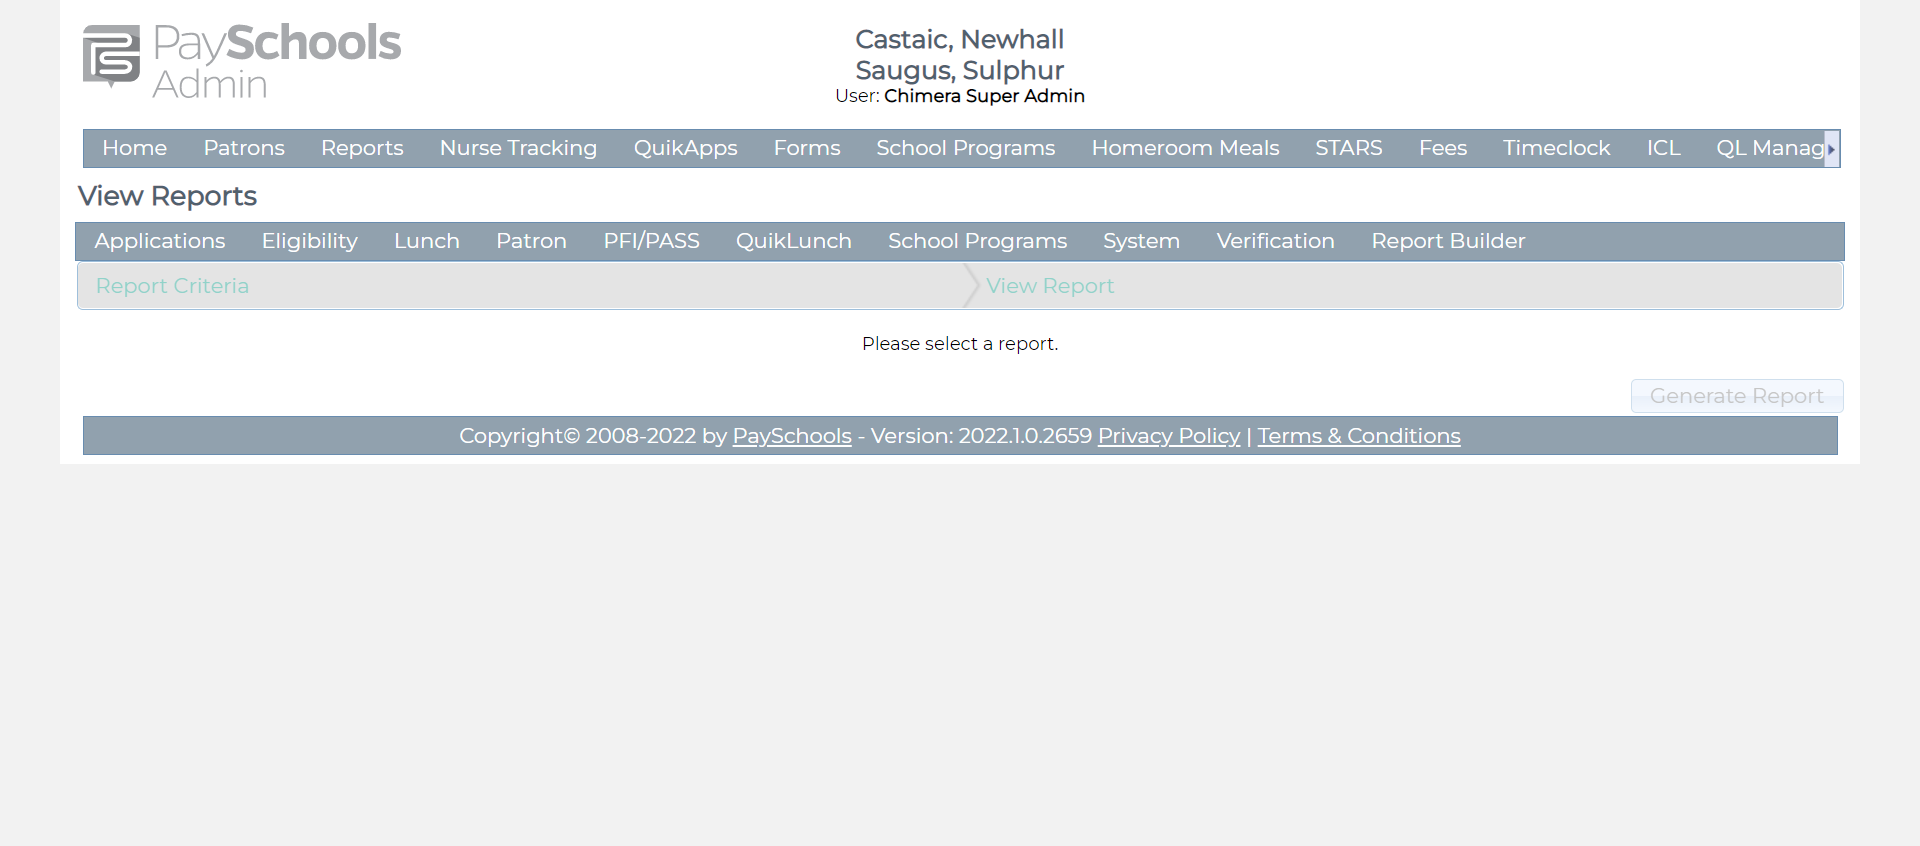 PaySchools
Admin
Castaic, Newhall
Saugus, Sulphur
User: Chimera Super Admin
Home Patrons Reports Nurse Tracking QuikApps Forms School Programs Homeroom Meals STARS Fees Timeclock ICL QL Manag
View Reports
Applications Eligibility Lunch Patron PFI/PASS QuikLunch School Programs System Verification Report Builder
Report Criteria View Report
Please select a report.
Generate Report
Copyright© 2008-2022 by PaySchools - Version: 2022.1.0.2659 Privacy Policy | Terms & Conditions